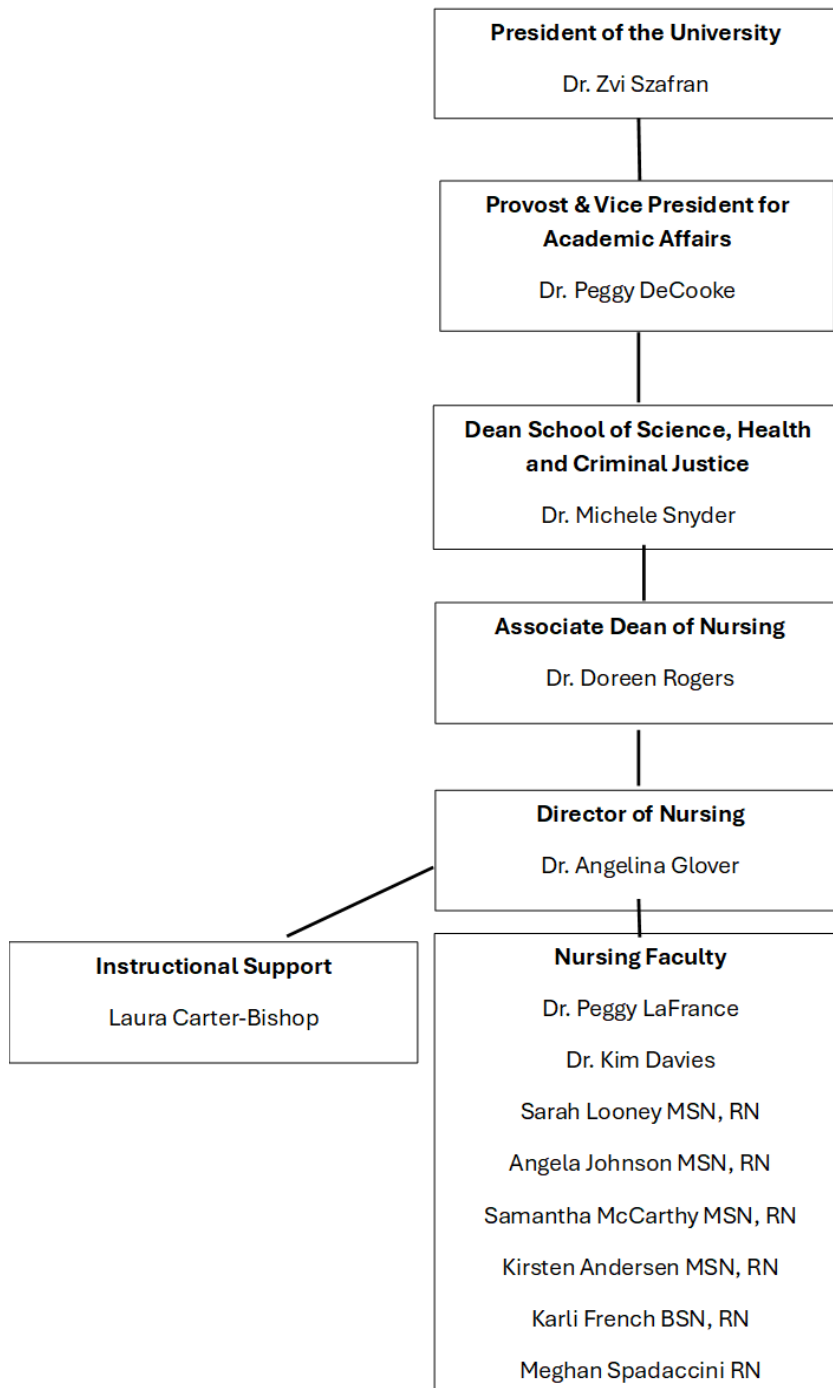 President of the University
Dr. Zvi Szafran
Provost & Vice President for
Academic Affairs
Dr. Peggy DeCooke
Dean School of Science, Health
and Criminal Justice
Dr. Michele Snyder
Associate Dean of Nursing
Dr. Doreen Rogers
Director of Nursing
Dr. Angelina Glover
Instructional Support
Laura Carter-Bishop
Nursing Faculty
Dr. Peggy LaFrance
Dr. Kim Davies
Sarah Looney MSN, RN
Angela Johnson MSN, RN
Samantha McCarthy MSN, RN
Kirsten Andersen MSN, RN
Karli French BSN, RN
Meghan Spadaccini RN